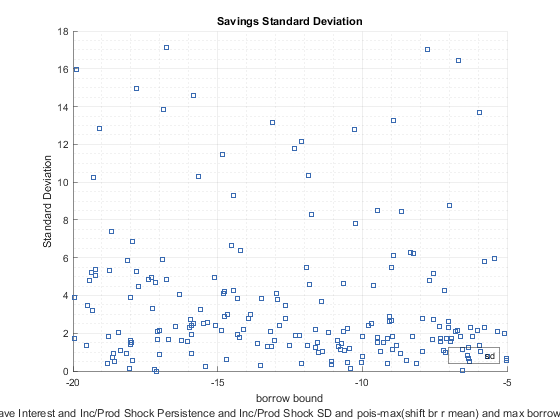 Savings Standard Deviation
18
16
14
12
10
8
6
4
2
0
Standard Deviation
-20
-15
-10
-5
sd
borrow bound
ave Interest and Inc/Prod Shock Persistence and Inc/Prod Shock SD and pois-max(shift br r mean) and max borrow